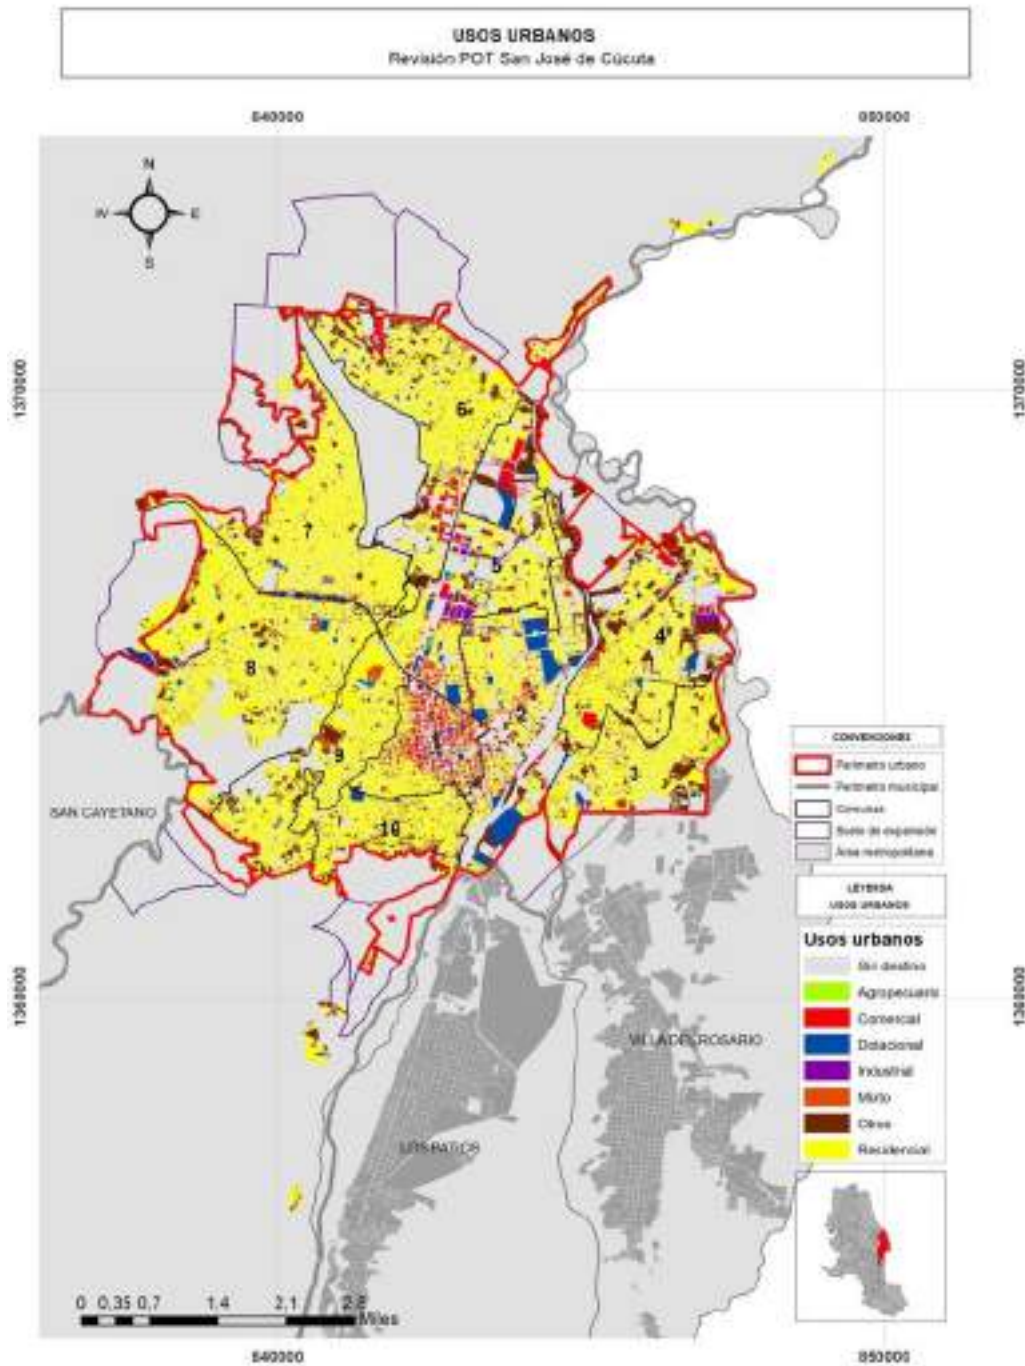 USOS URBANOS
Revisión POT San José de Cúcuta
840000
850000
N
W
E
S
1370000
1370000
6
7
5
4
8
2
1
9
3
10
SAN CAYETANO
CONVENCIONES
Perimetro urbano
Perimetro municipal
Comunas
Suelo de expansión
Área metropolitana
LEYENDA
USOS URBANOS
Usos urbanos
Sin destino
Agropecuario
Comercial
Dotacional
Industrial
Mixto
Otros
Residencial
1360000
1360000
VILLA DEL ROSARIO
LOS PATIOS
0 0,35 0,7 1.4 2.1 2.8
Miles
840000
850000